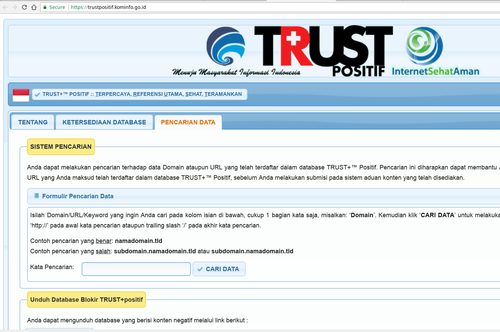 Secure | https://trustpositif.kominfo.go.id
TRUST
POSITIF
Menuju Masyarakat Informasi Indonesia
InternetSehatAman
TRUST+™ POSITIF :: TERPERCAYA, REFERENSI UTAMA, SEHAT, TERAMANKAN
TENTANG KETERSEDIAAN DATABASE PENCARIAN DATA
SISTEM PENCARIAN
Anda dapat melakukan pencarian terhadap data Domain ataupun URL yang telah terdaftar dalam database TRUST+™ Positif. Pencarian ini diharapkan dapat membantu
URL yang Anda maksud telah terdaftar dalam database TRUST+™ Positif, sebelum Anda melakukan submisi pada sistem aduan konten yang telah disediakan.
Formulir Pencarian Data
Isilah Domain/URL/Keyword yang ingin Anda cari pada kolom isian di bawah, cukup 1 bagian kata saja, misalkan: 'Domain'. Kemudian klik 'CARI DATA' untuk melakuka
'http://' pada awal kata pencarian ataupun trailing slash '/' pada akhir kata pencarian.
Contoh pencarian yang benar: namadomain.tld
Contoh pencarian yang salah: subdomain.namadomain.tld atau subdomain.namadomain.tld
Kata Pencarian: CARI DATA
Unduh Database Blokir TRUST+positif
Anda dapat mengunduh database yang berisi konten negatif melalui link berikut :